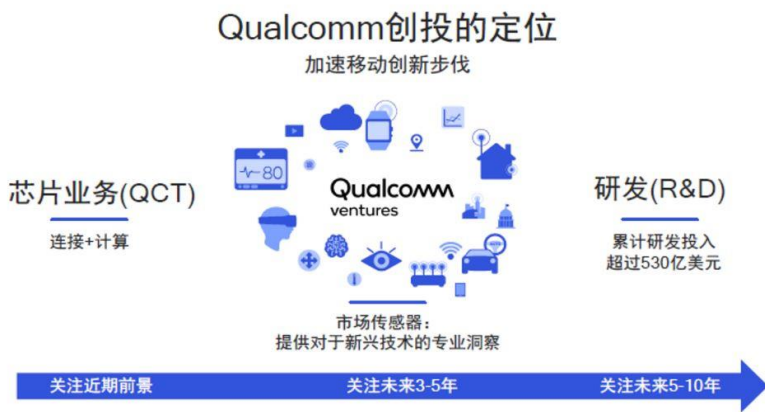 Qualcomm创投的定位
加速移动创新步伐
80
Qualcomm
ventures
芯片业务(QCT)
连接+计算
研发(R&D)
累计研发投入
超过530亿美元
市场传感器：
提供对于新兴技术的专业洞察
关注近期前景
关注未来3-5年
关注未来5-10年